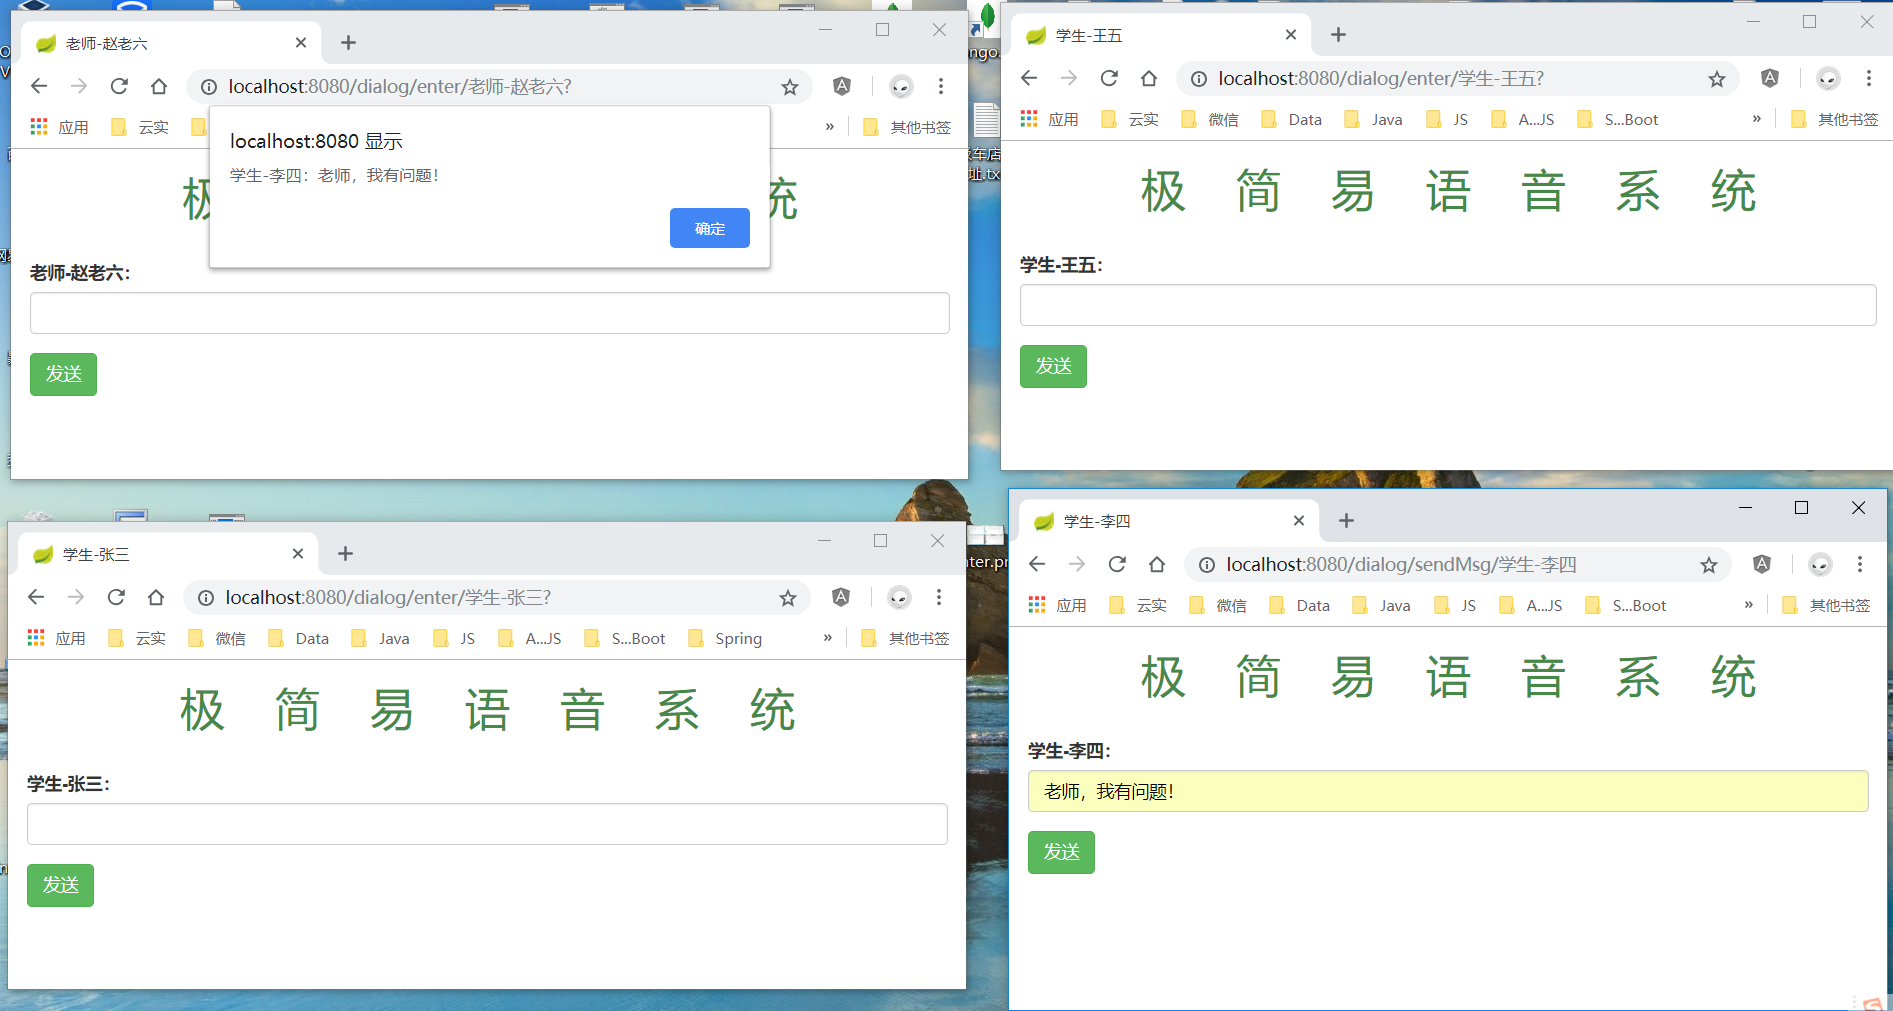 老师-赵老六
localhost:8080/dialog/enter/老师-赵老六?
应用
云实
»
其他书签
localhost:8080 显示
学生-李四：老师，我有问题！
确定
统
老师-赵老六：
发送
学生-王五
localhost:8080/dialog/enter/学生-王五?
应用
云实
微信
Data
Java
JS
A...JS
S...Boot
»
其他书签
极 简 易 语 音 系 统
学生-王五：
发送
学生-张三
localhost:8080/dialog/enter/学生-张三?
应用
云实
微信
Data
Java
JS
A...JS
S...Boot
Spring
»
其他书签
极 简 易 语 音 系 统
学生-张三：
发送
学生-李四
localhost:8080/dialog/sendMsg/学生-李四
应用
云实
微信
Data
Java
JS
A...JS
S...Boot
»
其他书签
极 简 易 语 音 系 统
学生-李四：
老师，我有问题！
发送